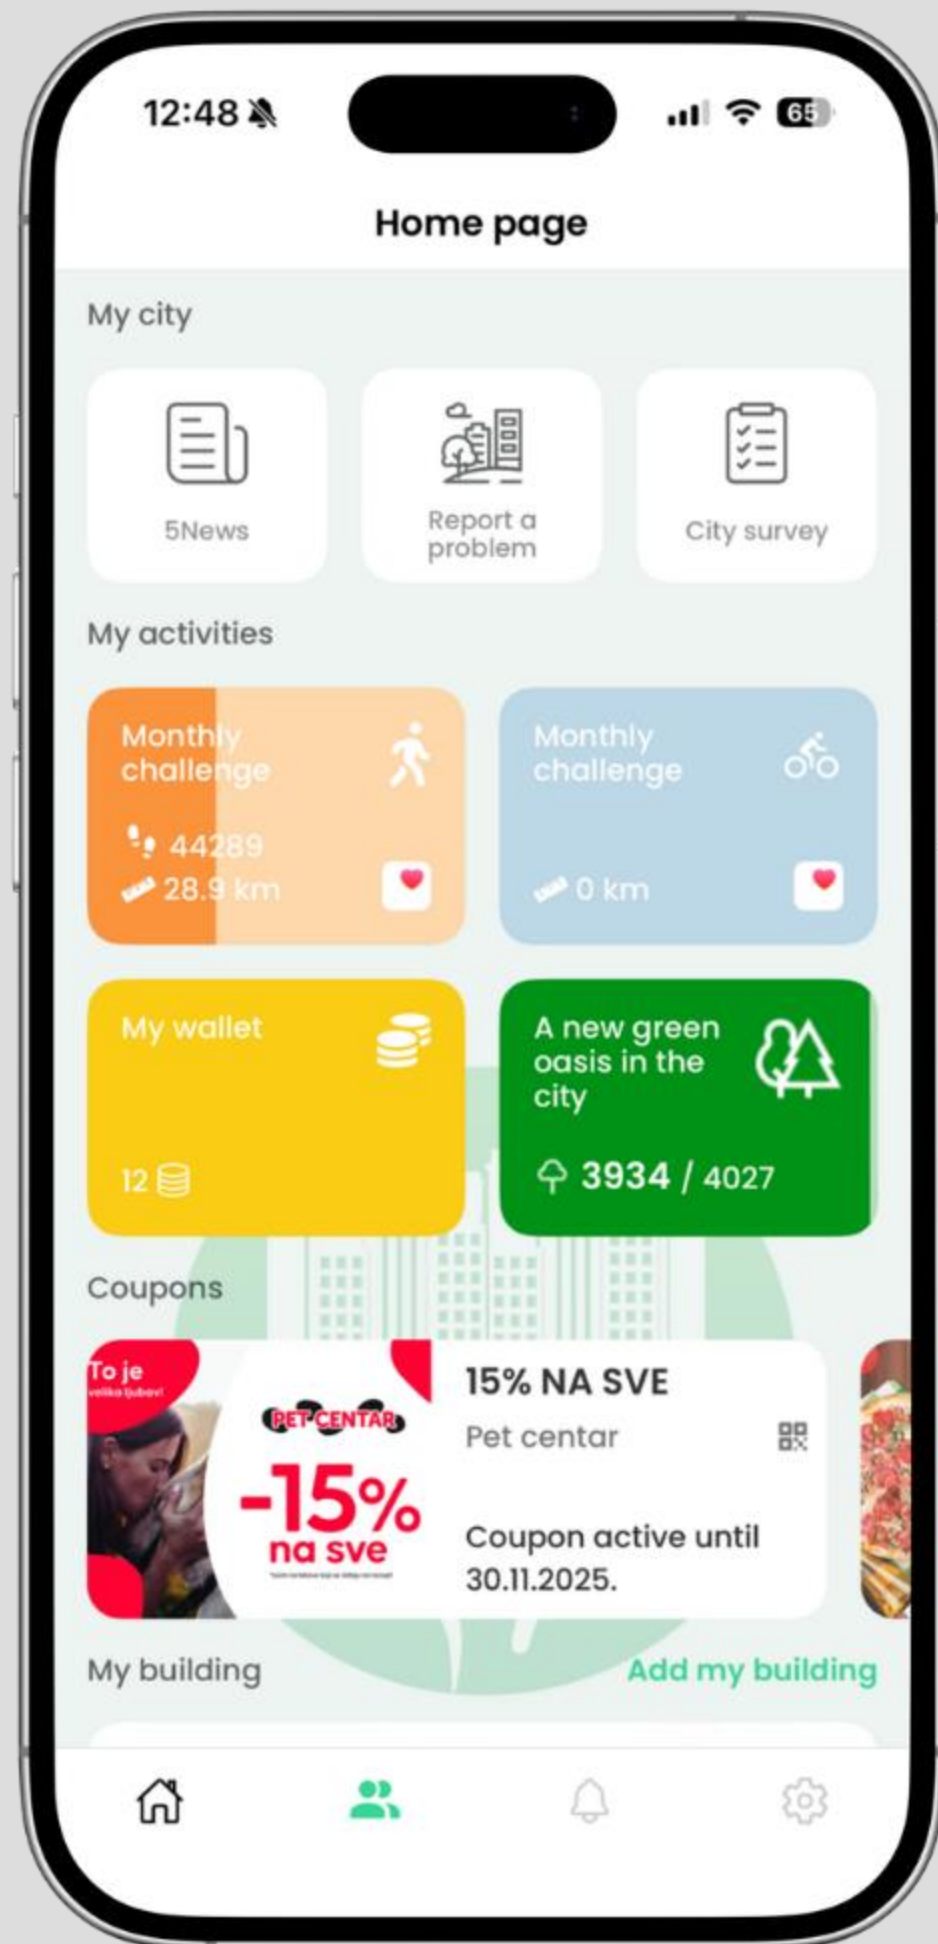 12:48
65
Home page
My city
5News
Report a
problem
City survey
My activities
Monthly
challenge
44289
28.9 km
Monthly
challenge
0 km
My wallet
12
A new green
oasis in the
city
3934 / 4027
Coupons
To je
velika ljubav!
PET CENTAR
-15%
na sve
15% NA SVE
Pet centar
Coupon active until
30.11.2025.
My building
Add my building